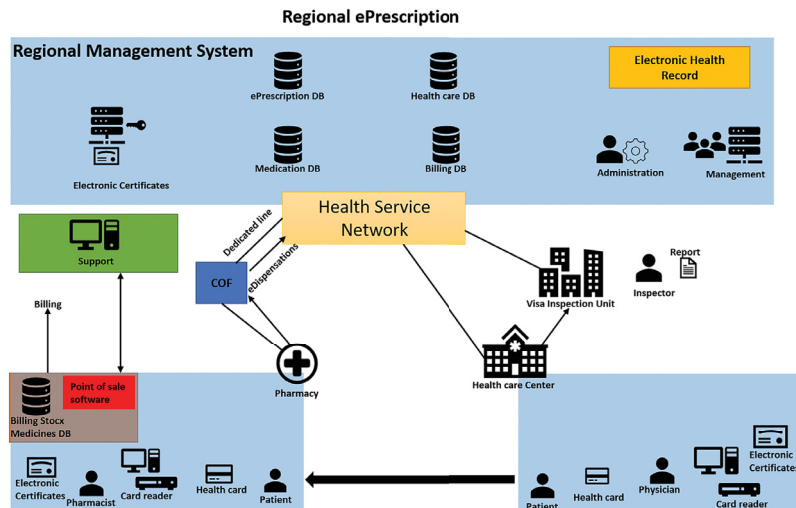 Regional ePrescription
Regional Management System
Electronic Health
Record
ePrescription DB
Health care DB
Medication DB
Billing DB
Electronic Certificates
Administration
Management
Health Service
Network
Dedicated line
eDispensations
COF
Support
Billing
Report
Inspector
Visa Inspection Unit
Health care Center
Pharmacy
Point of sale
software
Billing Stocx
Medicines DB
Electronic
Certificates
Pharmacist
Card reader
Health card
Patient
Patient
Health card
Physician
Card reader
Electronic
Certificates